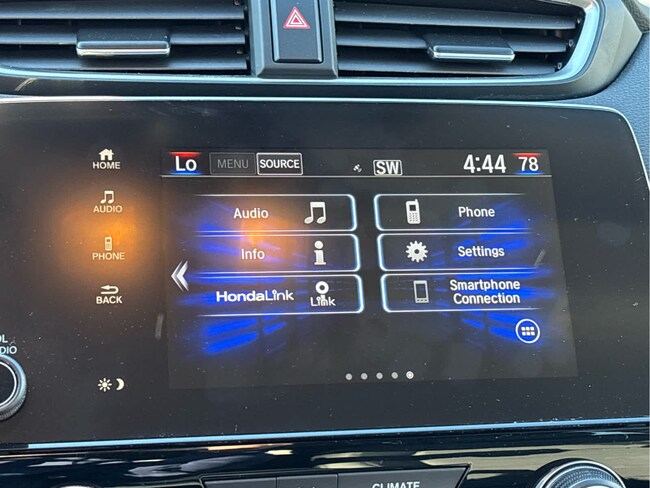 HOME
AUDIO
PHONE
BACK
Lo MENU SOURCE SW 4:44 78
Audio Phone
Info Settings
HondaLink Link Smartphone
Connection
CLIMATE